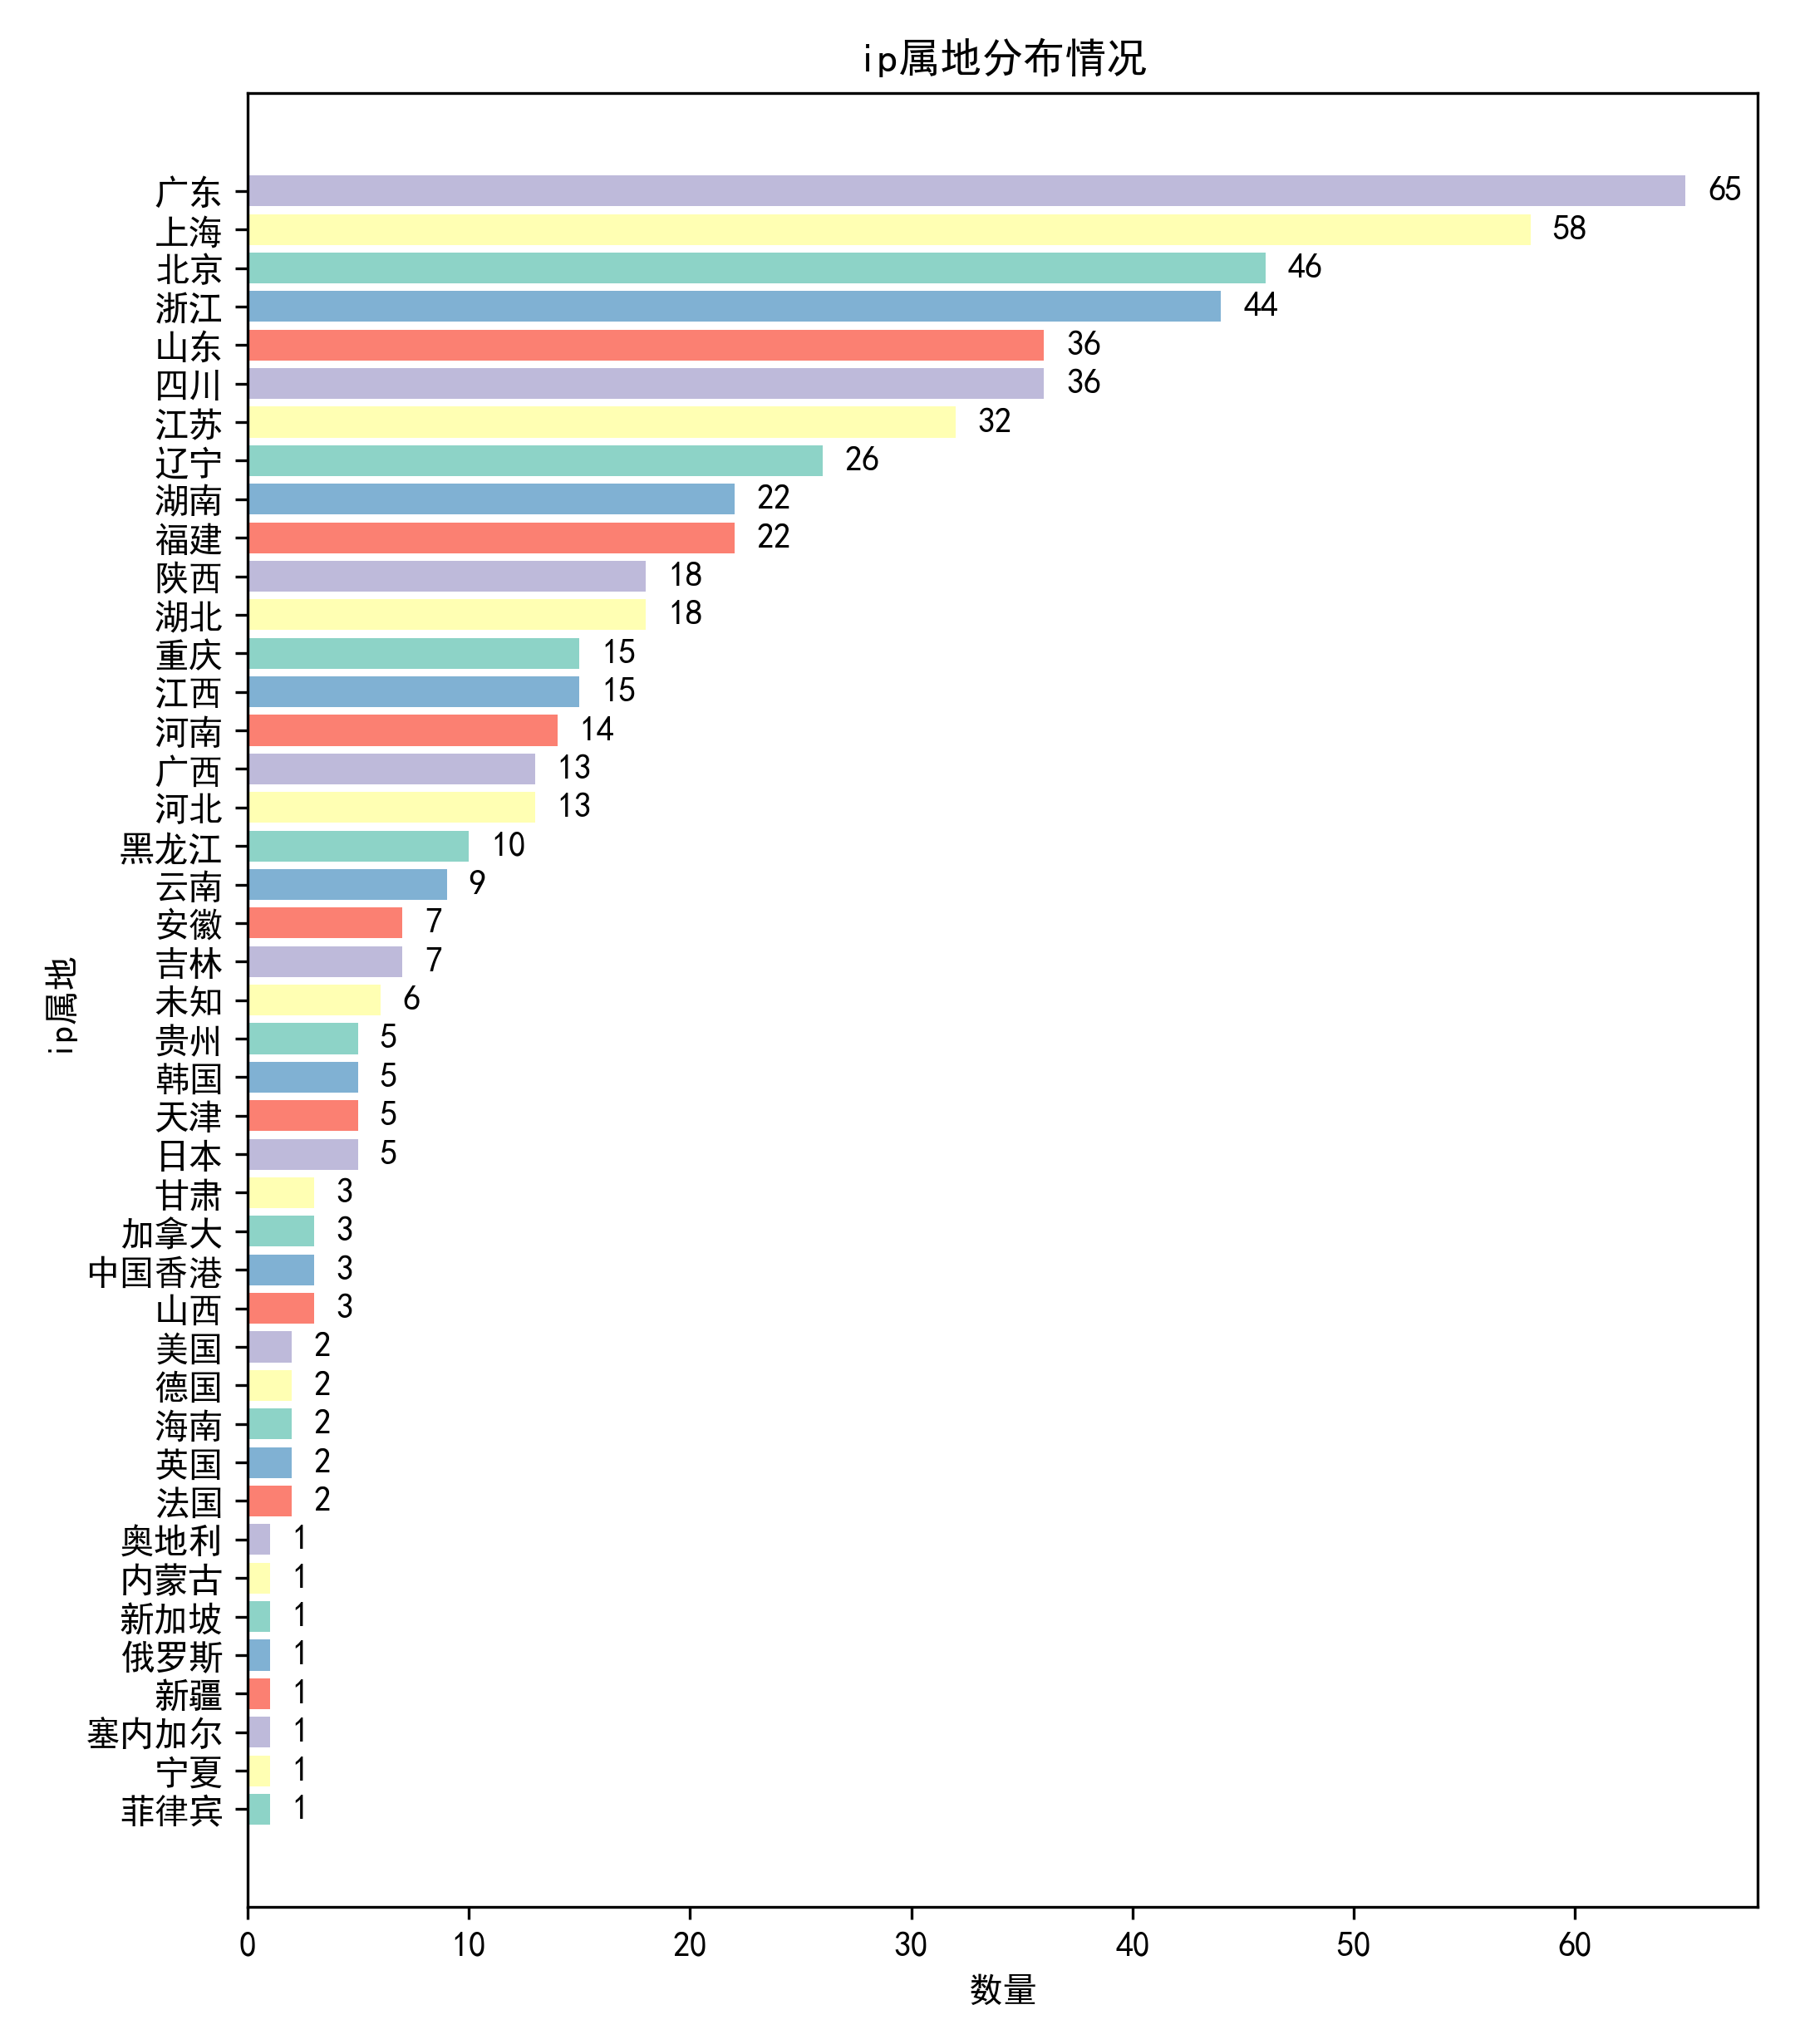 ip属地分布情况
广东 65
上海 58
北京 46
浙江 44
山东 36
四川 36
江苏 32
辽宁 26
湖南 22
福建 22
陕西 18
湖北 18
重庆 15
江西 15
河南 14
广西 13
河北 13
黑龙江 10
云南 9
安徽 7
吉林 7
未知 6
贵州 5
韩国 5
天津 5
日本 5
甘肃 3
加拿大 3
中国香港 3
山西 3
美国 2
德国 2
海南 2
英国 2
法国 2
奥地利 1
内蒙古 1
新加坡 1
俄罗斯 1
新疆 1
塞内加尔 1
宁夏 1
菲律宾 1
ip属地
0 10 20 30 40 50 60
数量